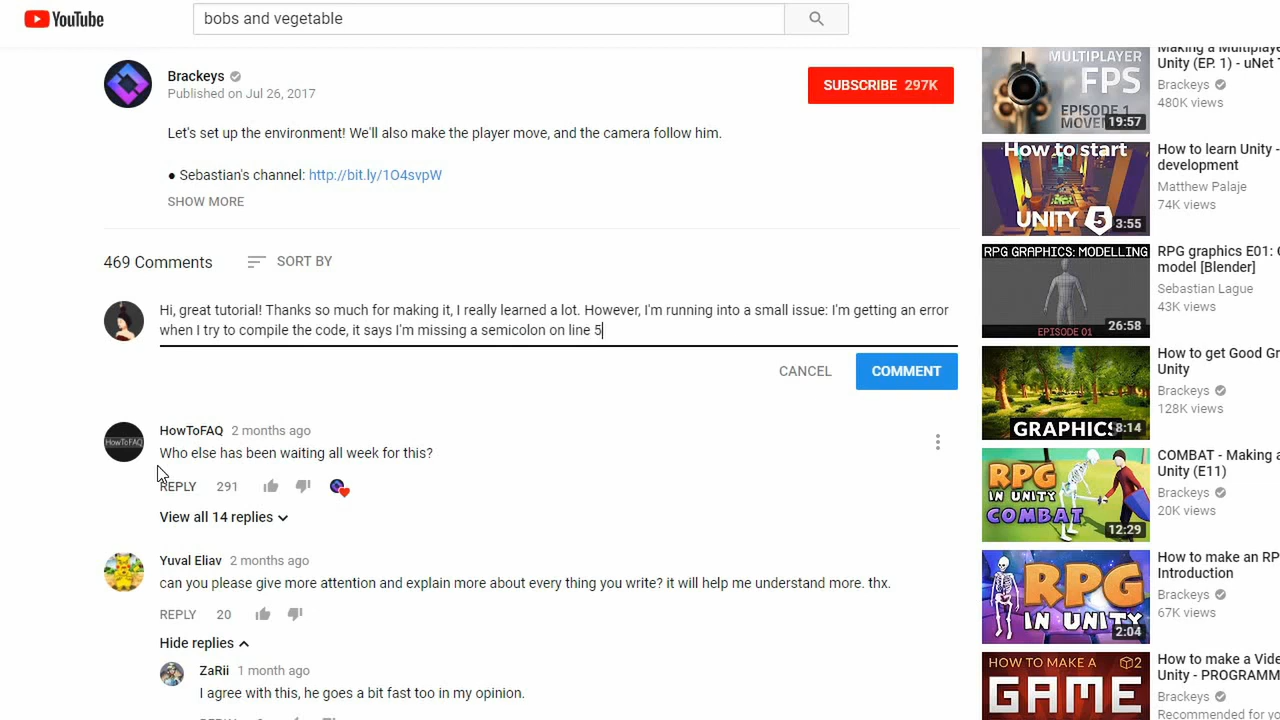 YouTube
bobs and vegetable
Brackeys
Published on Jul 26, 2017
SUBSCRIBE 297K
Let's set up the environment! We'll also make the player move, and the camera follow him.
● Sebastian's channel: http://bit.ly/1O4svpW
SHOW MORE
469 Comments
SORT BY
Hi, great tutorial! Thanks so much for making it, I really learned a lot. However, I'm running into a small issue: I'm getting an error
when I try to compile the code, it says I'm missing a semicolon on line 5
CANCEL
COMMENT
HowToFAQ
HowToFAQ 2 months ago
Who else has been waiting all week for this?
REPLY 291
View all 14 replies
Yuval Eliav 2 months ago
can you please give more attention and explain more about every thing you write? it will help me understand more. thx.
REPLY 20
Hide replies
ZaRii 1 month ago
I agree with this, he goes a bit fast too in my opinion.
MULTIPLAYER
FPS
EPISODE 1
19:57
Making a Multiplaye
Unity (EP. 1) - uNet T
Brackeys
480K views
How to start
UNITY 5
3:55
How to learn Unity -
development
Matthew Palaje
74K views
RPG GRAPHICS: MODELLING
EPISODE 01
26:58
RPG graphics E01: C
model [Blender]
Sebastian Lague
43K views
GRAPHICS
8:14
How to get Good Gr
Unity
Brackeys
128K views
RPG
IN UNITY
COMBAT
12:29
COMBAT - Making a
Unity (E11)
Brackeys
20K views
RPG
IN UNITY
2:04
How to make an RP
Introduction
Brackeys
67K views
HOW TO MAKE A 2
GAME
How to make a Vide
Unity - PROGRAMM
Brackeys
Recommended for yo